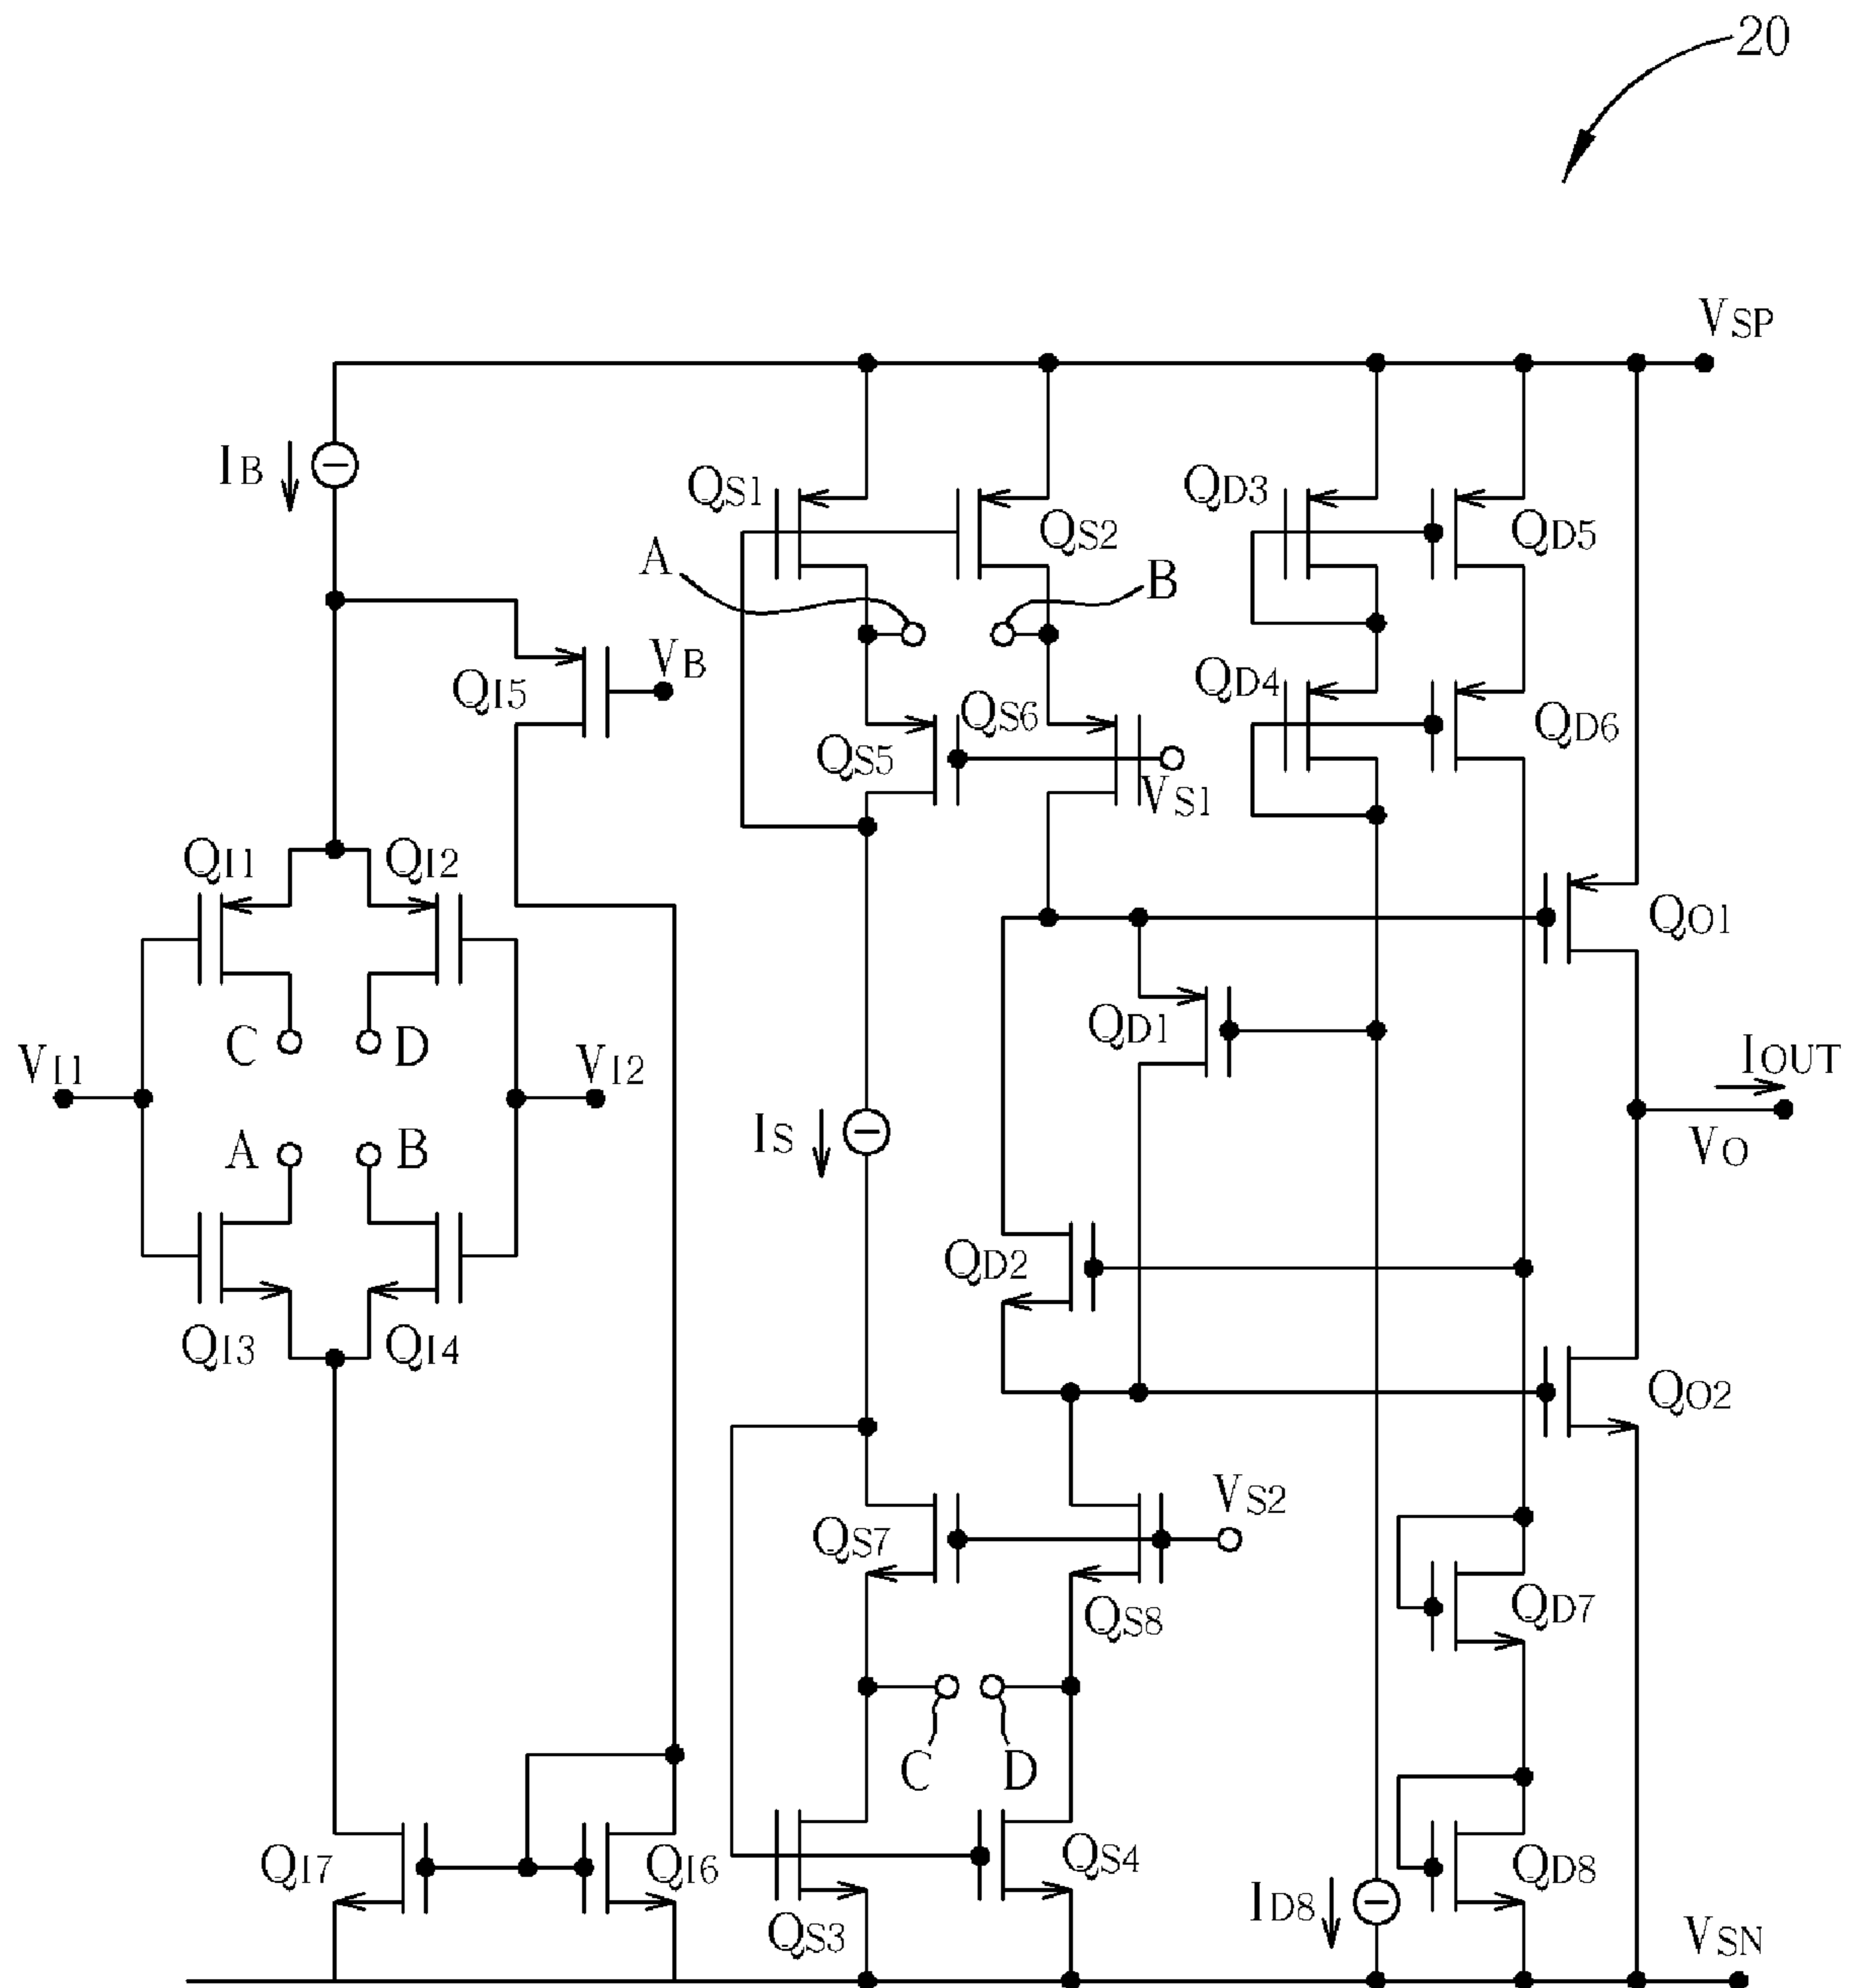 20
VSP
IB
QS1
QS2
QD3
QD5
A
B
VB
QI5
QS5
QS6
VS1
QD4
QD6
QI1
QI2
QO1
C
D
VI1
VI2
QD1
IOUT
VO
IS
A
B
QI3
QI4
QD2
QO2
QS7
VS2
QS8
QD7
C
D
QI7
QI6
QS3
QS4
ID8
QD8
VSN